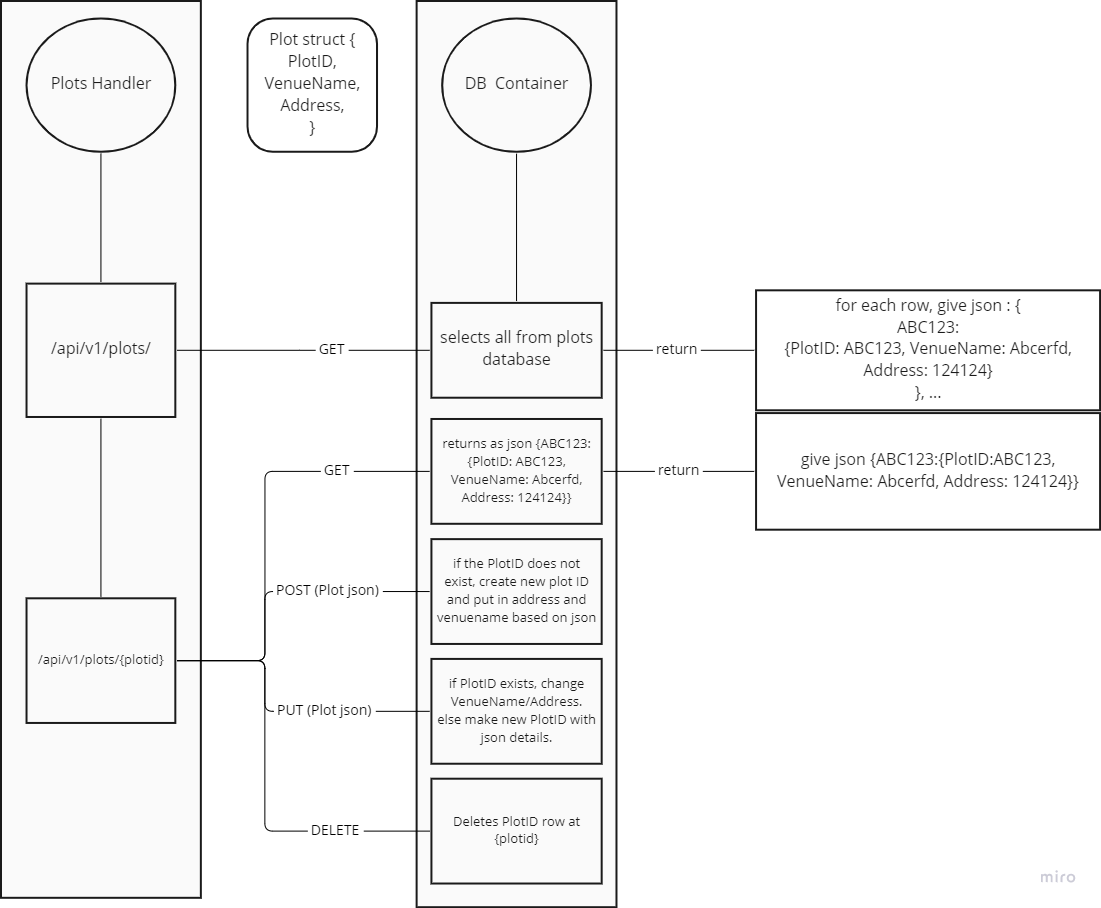 Plots Handler
Plot struct {
PlotID,
VenueName,
Address,
}
DB Container
/api/v1/plots/
GET
selects all from plots
database
return
for each row, give json : {
ABC123:
{PlotID: ABC123, VenueName: Abcerfd,
Address: 124124}
}, ...
GET
returns as json {ABC123:
{PlotID: ABC123,
VenueName: Abcerfd,
Address: 124124}}
return
give json {ABC123:{PlotID:ABC123,
VenueName: Abcerfd, Address: 124124}}
/api/v1/plots/{plotid}
POST (Plot json)
if the PlotID does not
exist, create new plot ID
and put in address and
venuename based on json
PUT (Plot json)
if PlotID exists, change
VenueName/Address.
else make new PlotID with
json details.
DELETE
Deletes PlotID row at
{plotid}
miro